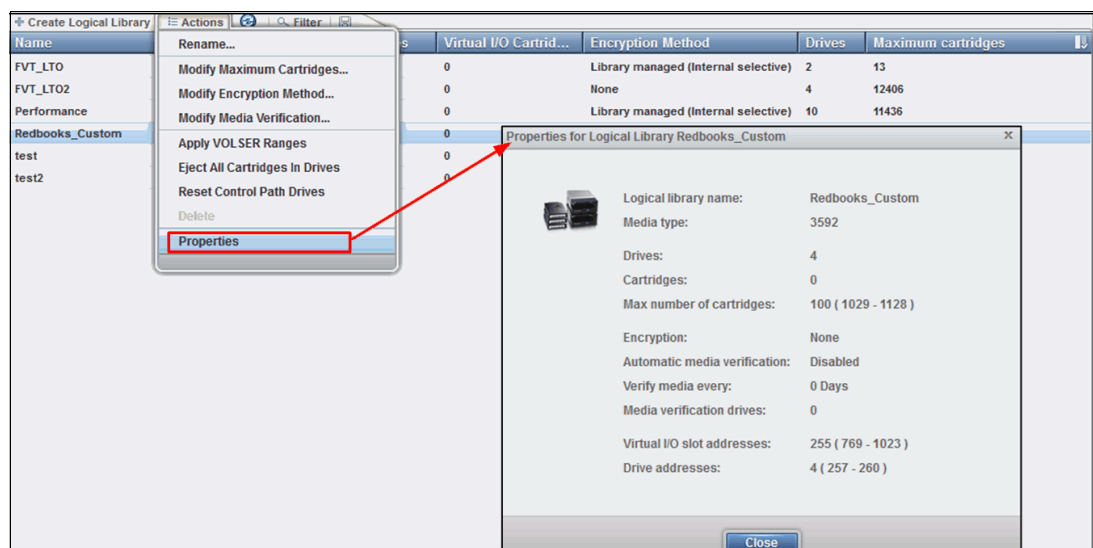 Create Logical Library Actions Filter
Name es Virtual I/O Cartrid... Encryption Method Drives Maximum cartridges
FVT_LTO 0 Library managed (Internal selective) 2 13
FVT_LTO2 0 None 4 12406
Performance 0 Library managed (Internal selective) 10 11436
Redbooks_Custom 0
test 0
test2 0
Rename...
Modify Maximum Cartridges...
Modify Encryption Method...
Modify Media Verification...
Apply VOLSER Ranges
Eject All Cartridges In Drives
Reset Control Path Drives
Delete
Properties
Properties for Logical Library Redbooks_Custom x
Logical library name: Redbooks_Custom
Media type: 3592
Drives: 4
Cartridges: 0
Max number of cartridges: 100 ( 1029 - 1128 )
Encryption: None
Automatic media verification: Disabled
Verify media every: 0 Days
Media verification drives: 0
Virtual I/O slot addresses: 255 ( 769 - 1023 )
Drive addresses: 4 ( 257 - 260 )
Close